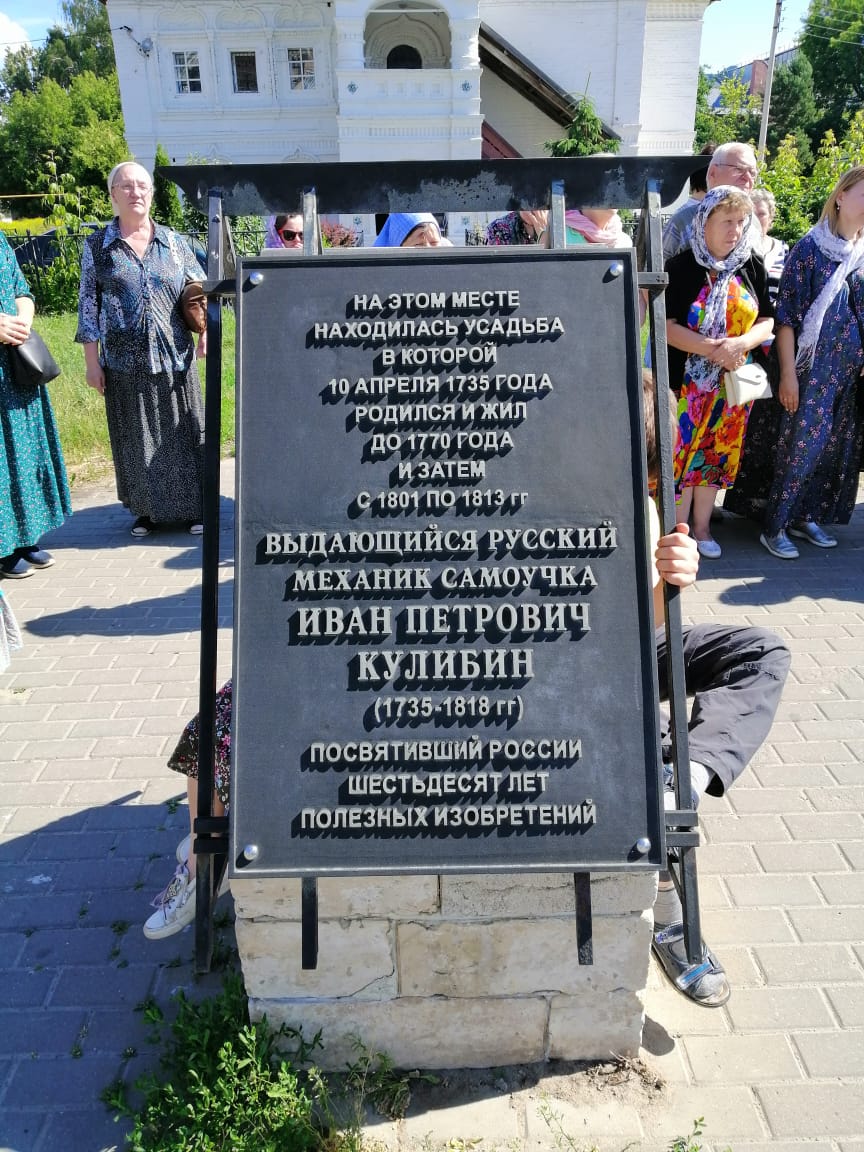 НА ЭТОМ МЕСТЕ
НАХОДИЛАСЬ УСАДЬБА
В КОТОРОЙ
10 АПРЕЛЯ 1735 ГОДА
РОДИЛСЯ И ЖИЛ
ДО 1770 ГОДА
И ЗАТЕМ
С 1801 ПО 1813 гг
ВЫДАЮЩИЙСЯ РУССКИЙ
МЕХАНИК САМОУЧКА
ИВАН ПЕТРОВИЧ
КУЛИБИН
(1735-1818 гг)
ПОСВЯТИВШИЙ РОССИИ
ШЕСТЬДЕСЯТ ЛЕТ
ПОЛЕЗНЫХ ИЗОБРЕТЕНИЙ